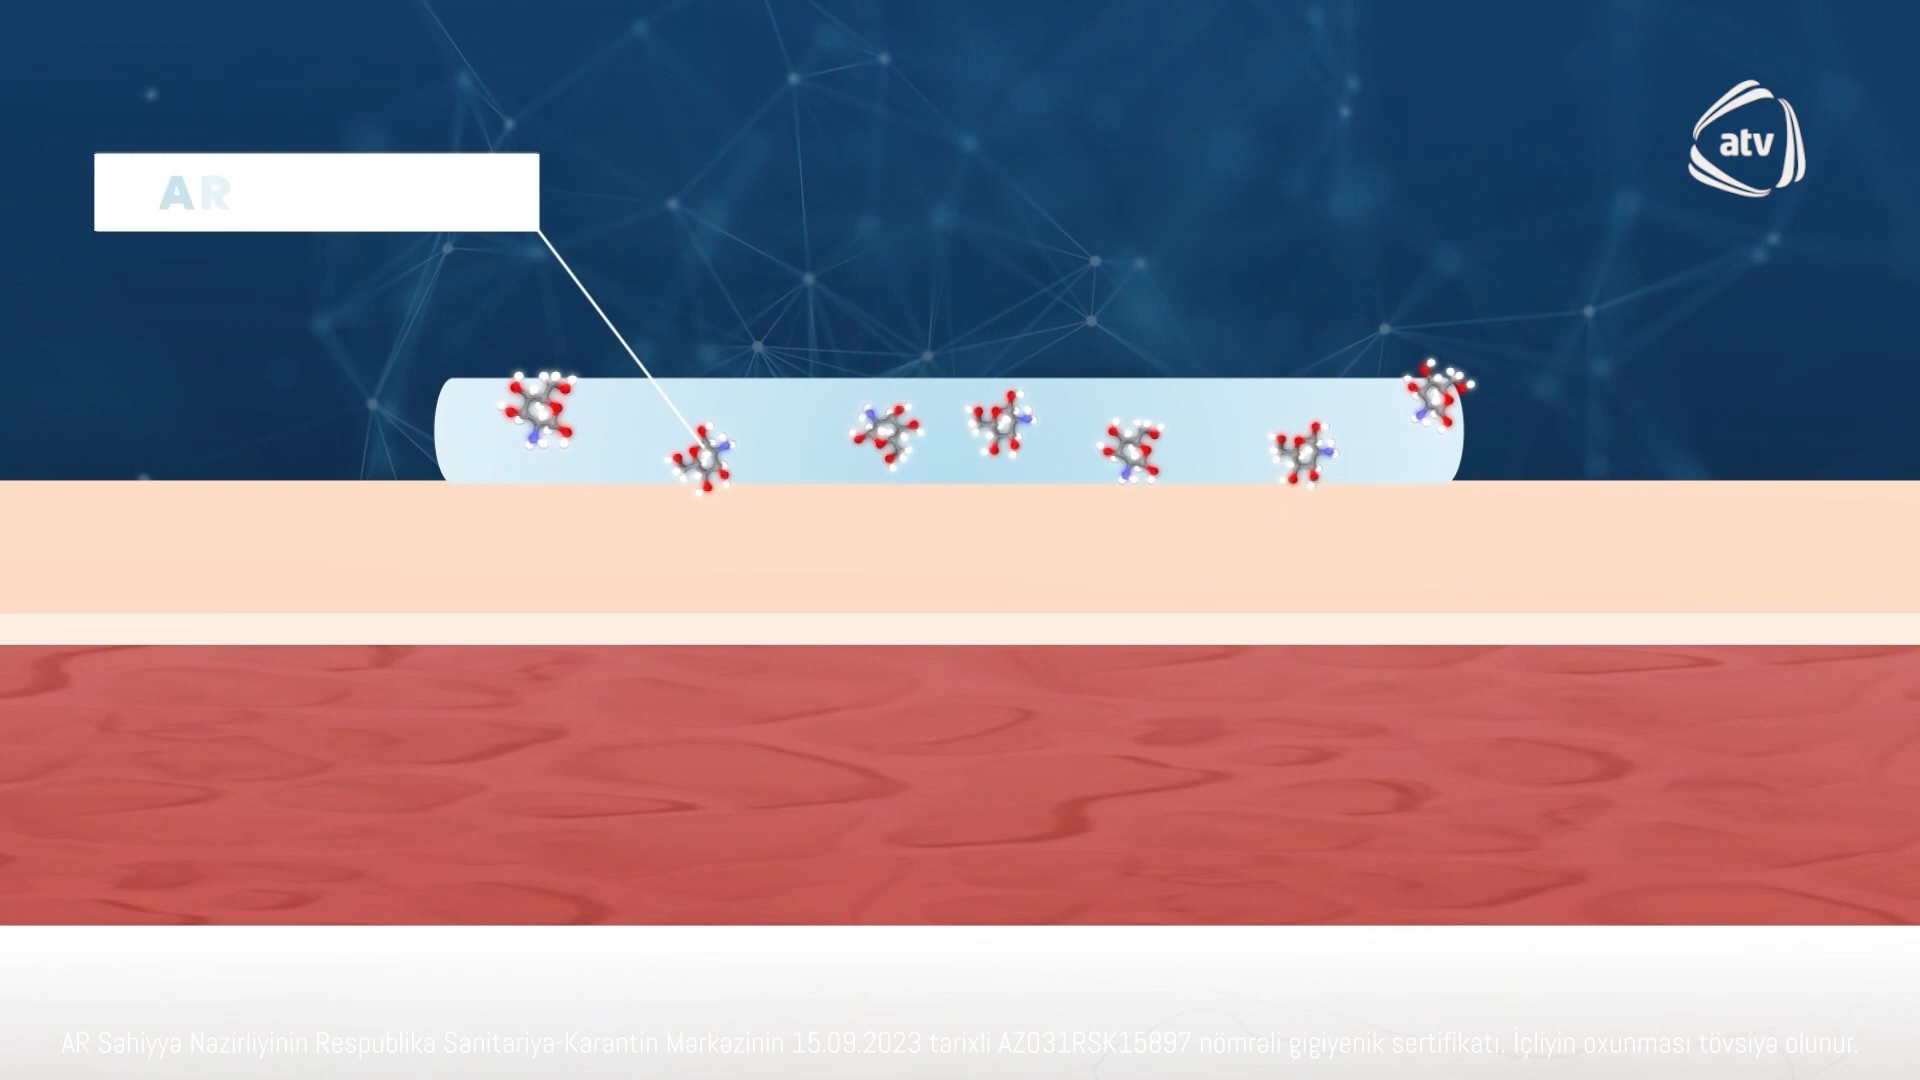 atv
AR
AR Səhiyyə Nazirliyinin Respublika Sanitariya-Karantin Mərkəzinin 15.09.2023 tarixli AZ031RSK15897 nömrəli gigiyenik sertifikatı. İçliyin oxunması tövsiyə olunur.